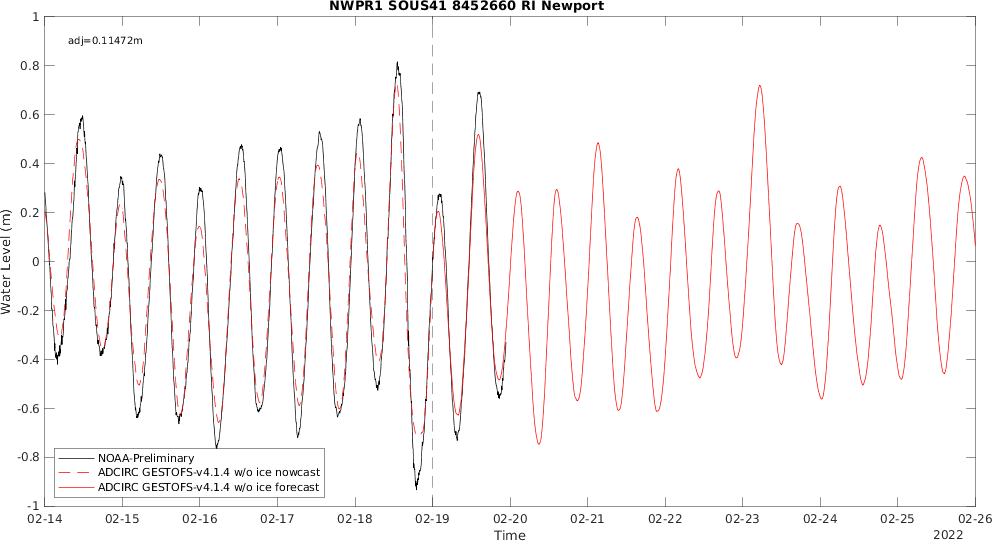 NWPR1 SOUS41 8452660 RI Newport
adj=0.11472m
1
0.8
0.6
0.4
0.2
0
-0.2
-0.4
-0.6
-0.8
-1
Water Level (m)
NOAA-Preliminary
ADCIRC GESTOFS-v4.1.4 w/o ice nowcast
ADCIRC GESTOFS-v4.1.4 w/o ice forecast
02-14 02-15 02-16 02-17 02-18 02-19 02-20 02-21 02-22 02-23 02-24 02-25 02-26
Time
2022